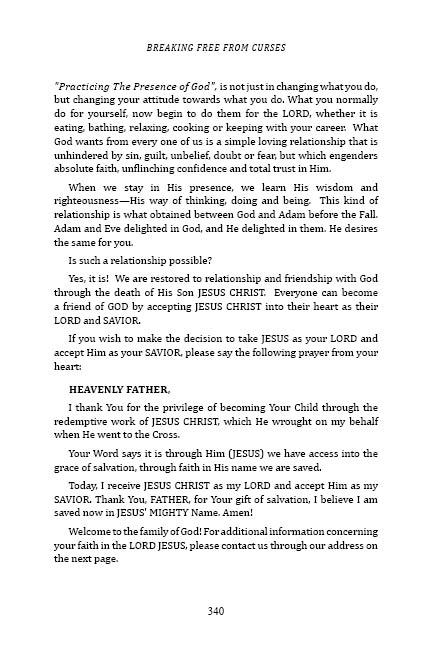 BREAKING FREE FROM CURSES
"Practicing The Presence of God", is not just in changing what you do,
but changing your attitude towards what you do. What you normally
do for yourself, now begin to do them for the LORD, whether it is
eating, bathing, relaxing, cooking or keeping with your career. What
God wants from every one of us is a simple loving relationship that is
unhindered by sin, guilt, unbelief, doubt or fear, but which engenders
absolute faith, unflinching confidence and total trust in Him.
When we stay in His presence, we learn His wisdom and
righteousness—His way of thinking, doing and being. This kind of
relationship is what obtained between God and Adam before the Fall.
Adam and Eve delighted in God, and He delighted in them. He desires
the same for you.
Is such a relationship possible?
Yes, it is! We are restored to relationship and friendship with God
through the death of His Son JESUS CHRIST. Everyone can become
a friend of GOD by accepting JESUS CHRIST into their heart as their
LORD and SAVIOR.
If you wish to make the decision to take JESUS as your LORD and
accept Him as your SAVIOR, please say the following prayer from your
heart:
HEAVENLY FATHER,
I thank You for the privilege of becoming Your Child through the
redemptive work of JESUS CHRIST, which He wrought on my behalf
when He went to the Cross.
Your Word says it is through Him (JESUS) we have access into the
grace of salvation, through faith in His name we are saved.
Today, I receive JESUS CHRIST as my LORD and accept Him as my
SAVIOR. Thank You, FATHER, for Your gift of salvation, I believe I am
saved now in JESUS' MIGHTY Name. Amen!
Welcome to the family of God! For additional information concerning
your faith in the LORD JESUS, please contact us through our address on
the next page.
340